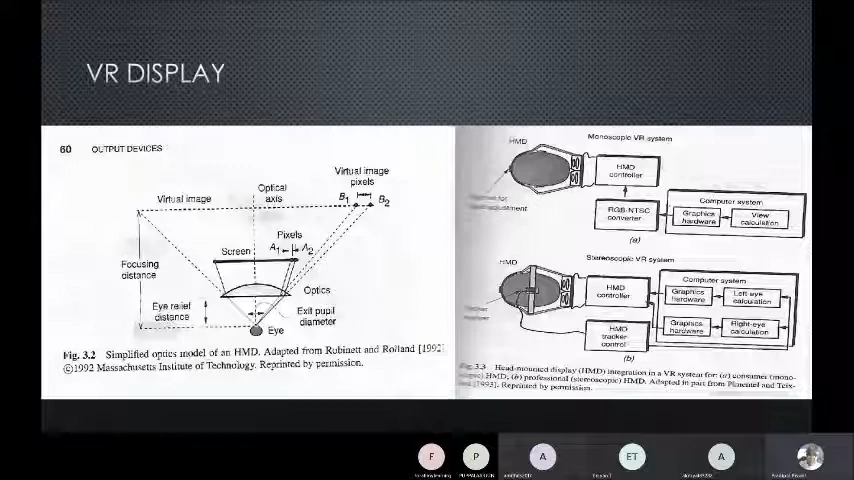 VR DISPLAY
60 OUTPUT DEVICES
Virtual image
pixels
Virtual image
Optical
axis
B1
B2
Pixels
Screen
A1
A2
Focusing
distance
Optics
Eye relief
distance
Exit pupil
diameter
Eye
Fig. 3.2 Simplified optics model of an HMD. Adapted from Robinett and Rolland [1992]
©1992 Massachusetts Institute of Technology. Reprinted by permission.
Monoscopic VR system
HMD
HMD
controller
Computer system
RGB-NTSC
converter
Graphics
hardware
View
calculation
(a)
Stereoscopic VR system
HMD
Computer system
HMD
controller
Graphics
hardware
Left-eye
calculation
Graphics
hardware
Right-eye
calculation
HMD
tracker
control
(b)
Fig. 3.3 Head-mounted display (HMD) integration in a VR system for: (a) consumer (mono-
HMD; (b) professional (stereoscopic) HMD. Adapted in part from Pimentel and Teix-
[1993]. Reprinted by permission.
F
P
A
ET
A